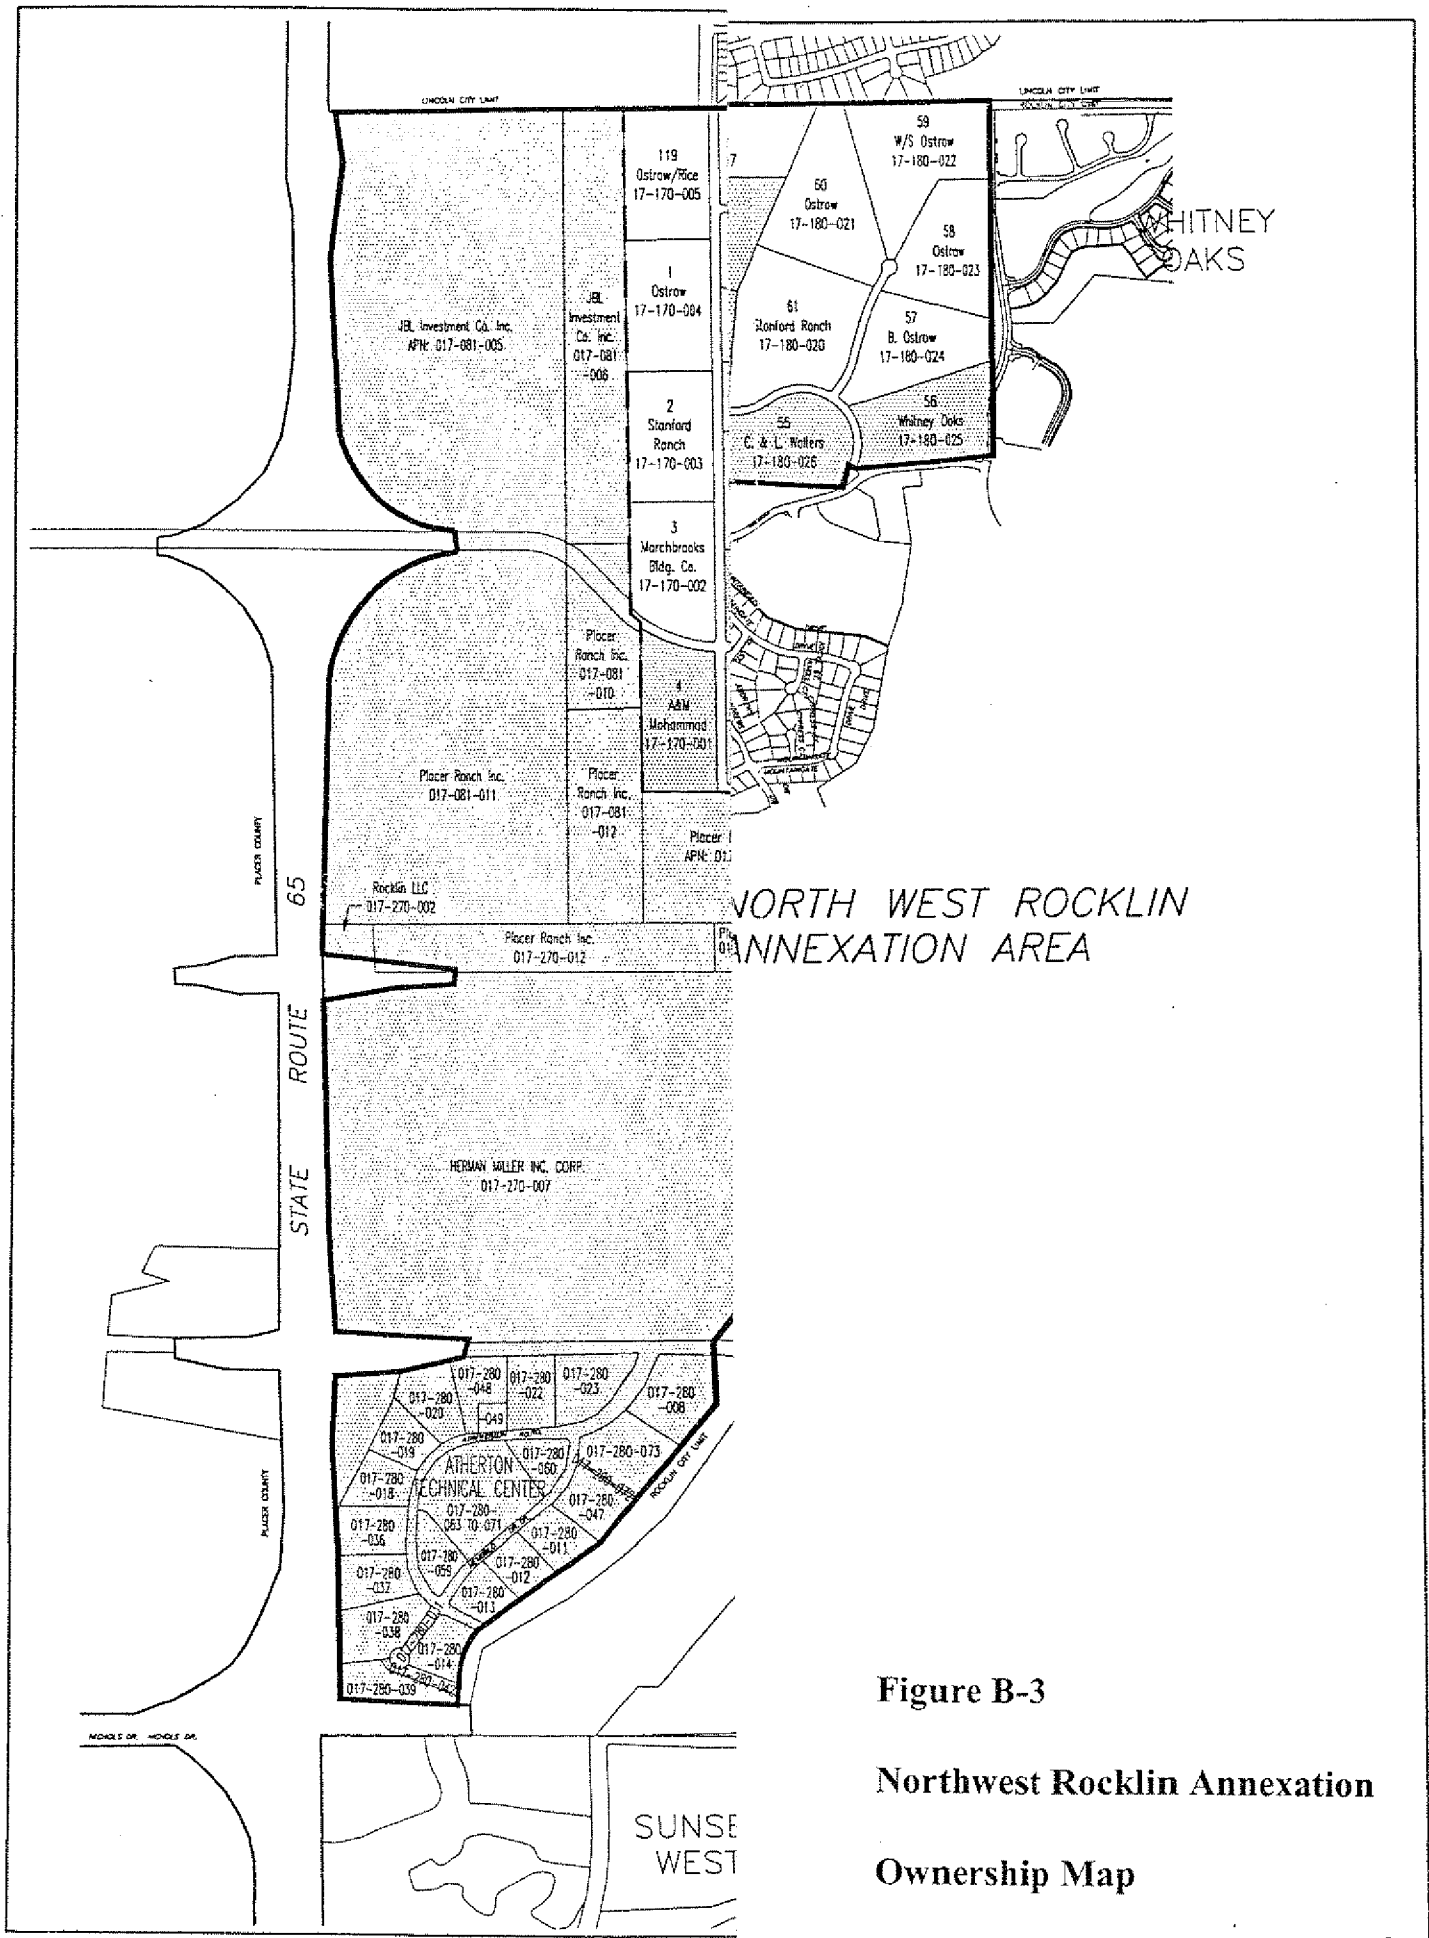 LINCOLN CITY LIMIT
LINCOLN CITY LIMIT
ROCKLIN CITY LIMIT
119
Ostrow/Rice
17-170-005
7
60
Ostrow
17-180-021
59
W/S Ostrow
17-180-022
58
Ostrow
17-180-023
WHITNEY
OAKS
JBL Investment Co. Inc.
APN: 017-081-005
JBL
Investment
Co. Inc.
017-081
-006
1
Ostrow
17-170-004
61
Stanford Ranch
17-180-020
57
B. Ostrow
17-180-024
2
Stanford
Ranch
17-170-003
55
C. & L. Wolters
17-180-026
56
Whitney Oaks
17-180-025
3
Marchbrooks
Bldg. Co.
17-170-002
Placer
Ranch Inc.
017-081
-010
4
A&M
Mohammad
17-170-001
Placer Ranch Inc.
017-081-011
Placer
Ranch Inc.
017-081
-012
Placer
APN: 017
PLACER COUNTY
STATE ROUTE 65
Rocklin LLC
017-270-002
Placer Ranch Inc.
017-270-012
NORTH WEST ROCKLIN
ANNEXATION AREA
HERMAN MILLER INC. CORP.
017-270-007
017-280
-048
017-280
-022
017-280
-023
017-280
-008
017-280
-020
-049
017-280
-019
ATHERTON
TECHNICAL CENTER
017-280
-060
017-280-073
ROCKLIN CITY LIMIT
017-280
-018
017-280-
063 TO 071
017-280
-047
017-280
-036
017-280
-011
017-280
-059
017-280
-012
017-280
-037
017-280
-013
017-280
-038
017-280
-014
017-280-039
PLACER COUNTY
NICHOLS DR. NICHOLS DR.
SUNSE
WEST
Figure B-3
Northwest Rocklin Annexation
Ownership Map